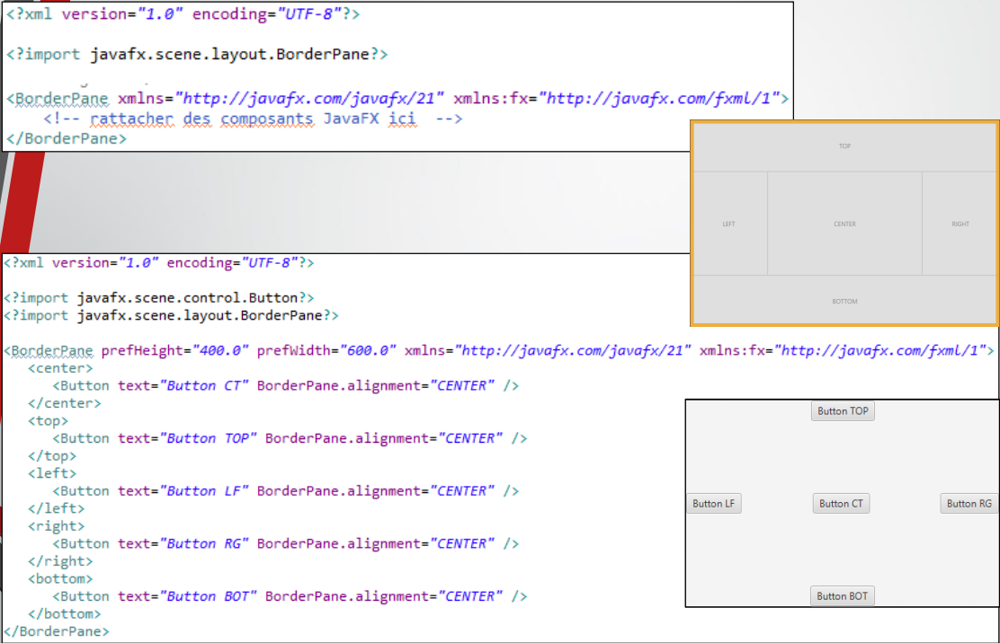 <?xml version="1.0" encoding="UTF-8"?>
<?import javafx.scene.layout.BorderPane?>
<BorderPane xmlns="http://javafx.com/javafx/21" xmlns:fx="http://javafx.com/fxml/1">
<!-- rattacher des composants JavaFX ici -->
</BorderPane>
TOP
LEFT CENTER RIGHT
BOTTOM
<?xml version="1.0" encoding="UTF-8"?>
<?import javafx.scene.control.Button?>
<?import javafx.scene.layout.BorderPane?>
<BorderPane prefHeight="400.0" prefWidth="600.0" xmlns="http://javafx.com/javafx/21" xmlns:fx="http://javafx.com/fxml/1">
<center>
<Button text="Button CT" BorderPane.alignment="CENTER" />
</center>
<top>
<Button text="Button TOP" BorderPane.alignment="CENTER" />
</top>
<left>
<Button text="Button LF" BorderPane.alignment="CENTER" />
</left>
<right>
<Button text="Button RG" BorderPane.alignment="CENTER" />
</right>
<bottom>
<Button text="Button BOT" BorderPane.alignment="CENTER" />
</bottom>
</BorderPane>
Button TOP
Button LF Button CT Button RG
Button BOT